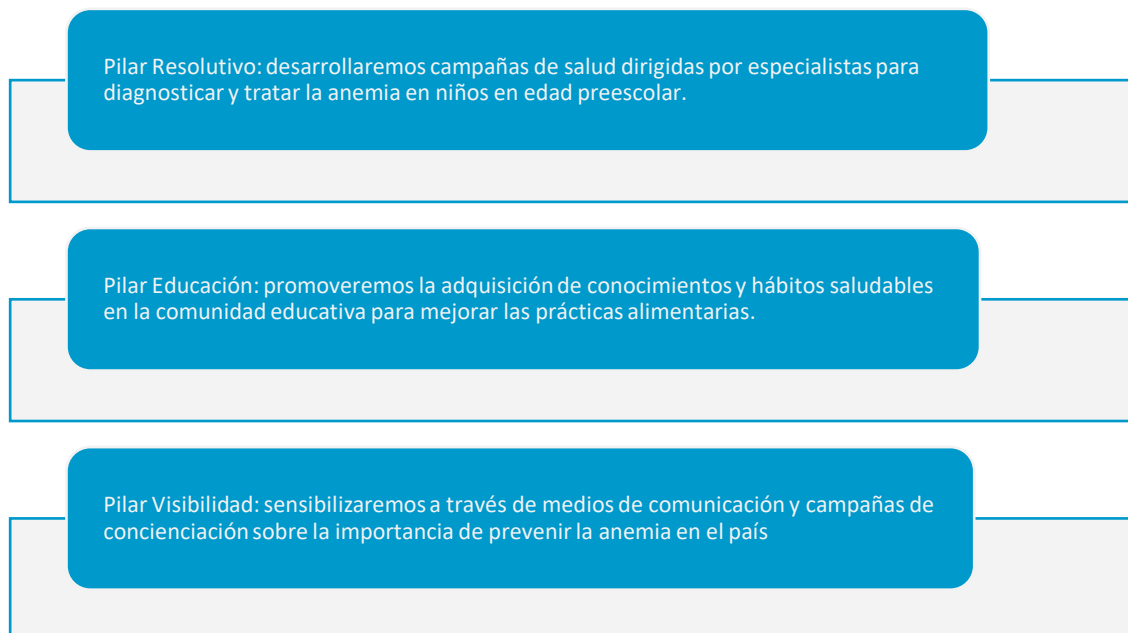 Pilar Resolutivo: desarrollaremos campañas de salud dirigidas por especialistas para
diagnosticar y tratar la anemia en niños en edad preescolar.
Pilar Educación: promoveremos la adquisición de conocimientos y hábitos saludables
en la comunidad educativa para mejorar las prácticas alimentarias.
Pilar Visibilidad: sensibilizaremos a través de medios de comunicación y campañas de
concienciación sobre la importancia de prevenir la anemia en el país